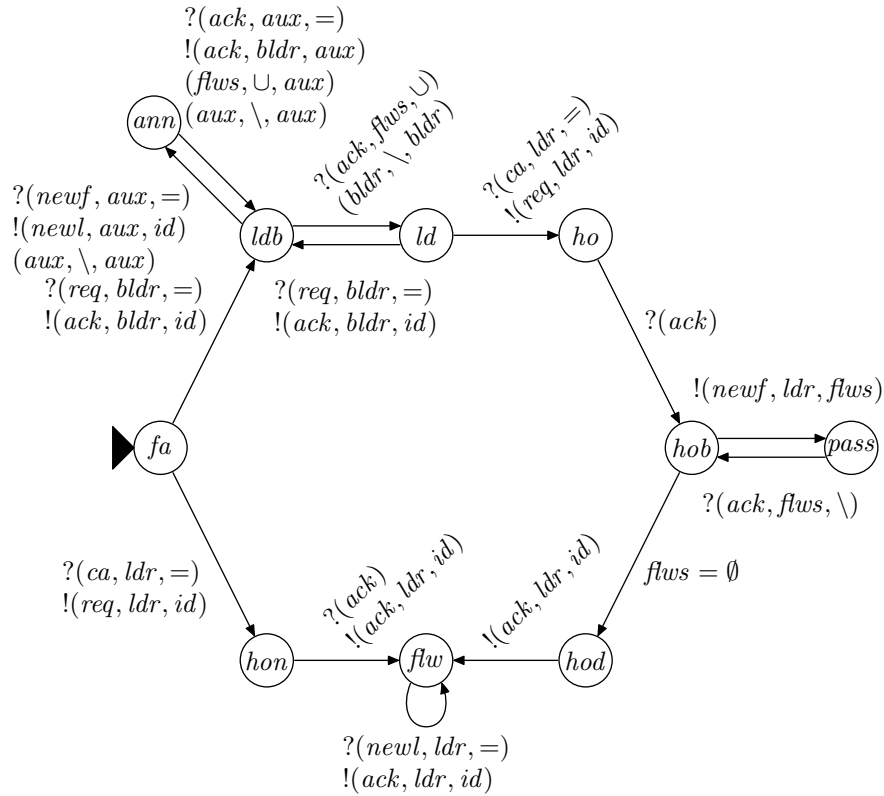 ?(ack, aux, =)
!(ack, bldr, aux)
(flws, ∪, aux)
(aux, \, aux)
ann
?(ack, flws, ∪)
(bldr, \, bldr)
?(ca, ldr, =)
!(req, ldr, id)
?(newf, aux, =)
!(newl, aux, id)
(aux, \, aux)
ldb
ld
ho
?(req, bldr, =)
!(ack, bldr, id)
?(req, bldr, =)
!(ack, bldr, id)
?(ack)
!(newf, ldr, flws)
fa
hob
pass
?(ack, flws, \)
?(ca, ldr, =)
!(req, ldr, id)
?(ack)
!(ack, ldr, id)
!(ack, ldr, id)
flws = ∅
hon
flw
hod
?(newl, ldr, =)
!(ack, ldr, id)